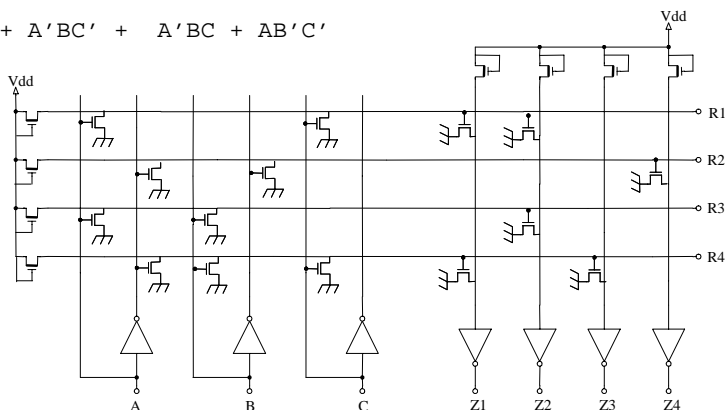 + A'BC' + A'BC + AB'C'
Vdd
Vdd
R1
R2
R3
R4
A
B
C
Z1
Z2
Z3
Z4